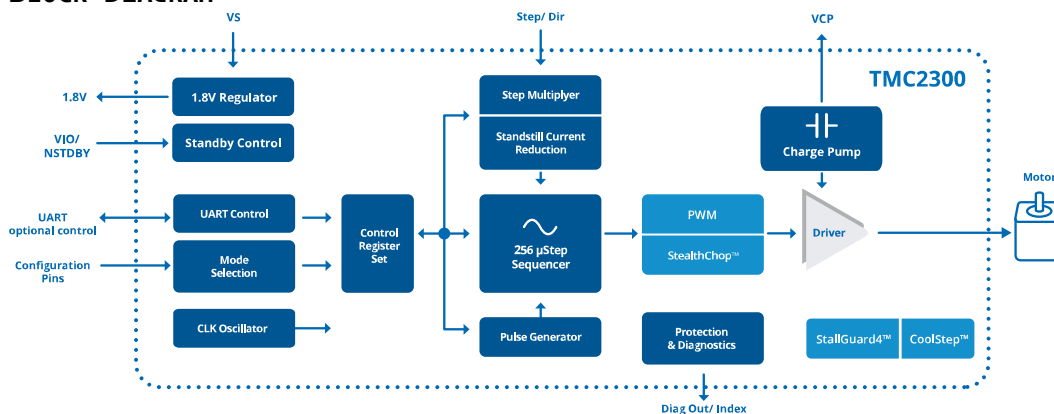 BLOCK DIAGRAM
VS
Step/ Dir
VCP
TMC2300
1.8V
1.8V Regulator
Step Multiplyer
VIO/
NSTDBY
Standby Control
Standstill Current
Reduction
Charge Pump
Motor
UART
optional control
UART Control
Control
Register
Set
256 µStep
Sequencer
PWM
StealthChop™
Driver
Configuration
Pins
Mode
Selection
CLK Oscillator
Pulse Generator
Protection
& Diagnostics
StallGuard4™
CoolStep™
Diag Out/ Index